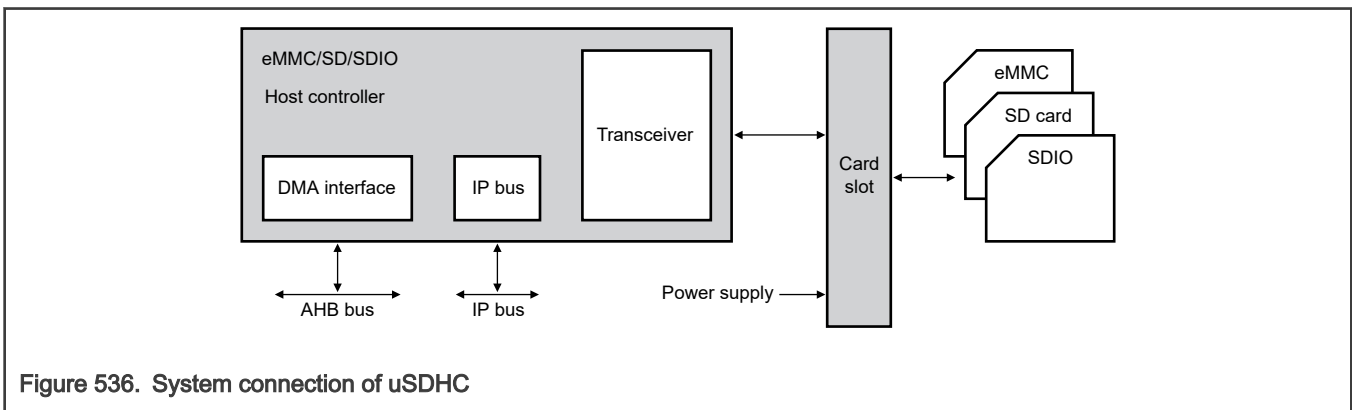 eMMC/SD/SDIO
Host controller
Transceiver
DMA interface
IP bus
AHB bus
IP bus
Card
slot
Power supply
eMMC
SD card
SDIO
Figure 536. System connection of uSDHC